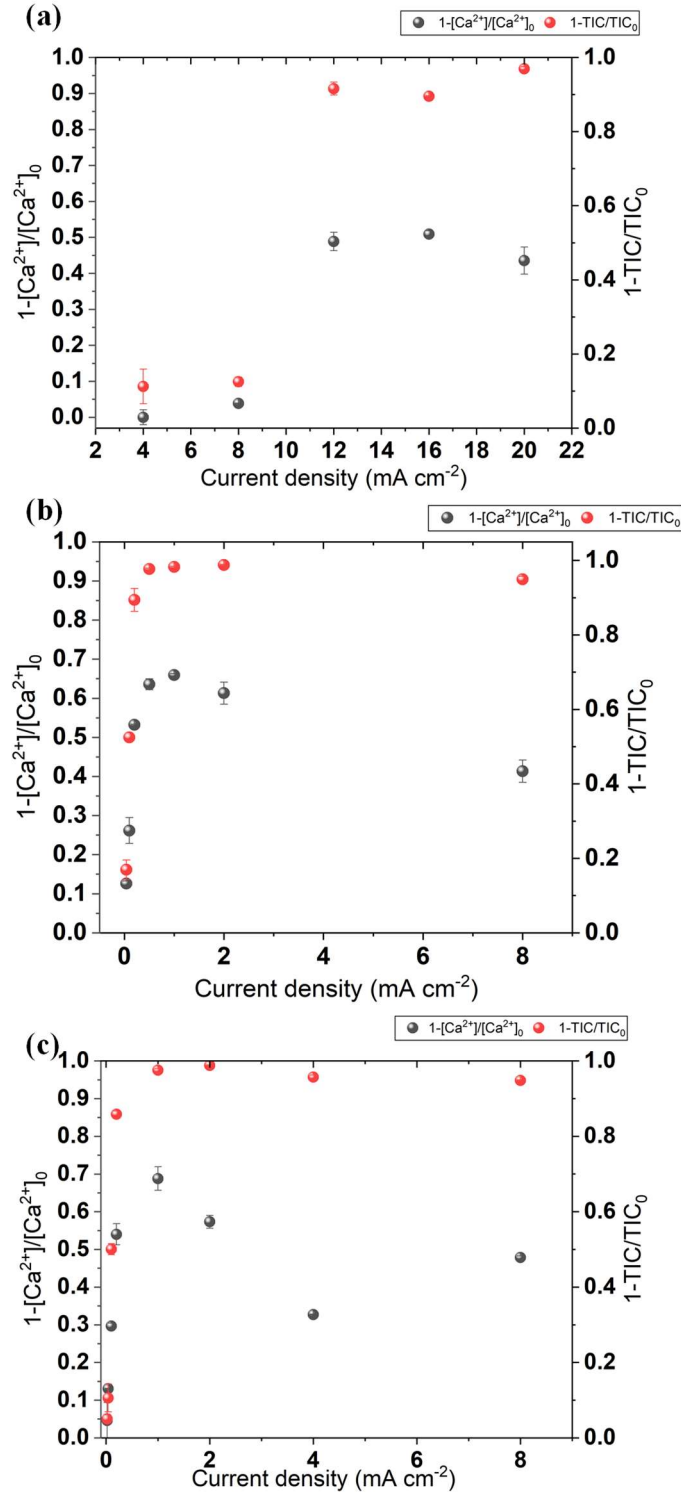 (a)
1-[Ca²⁺]/[Ca²⁺]₀ 1-TIC/TIC₀
1.0
0.9
0.8
0.7
0.6
0.5
0.4
0.3
0.2
0.1
0.0
1-[Ca²⁺]/[Ca²⁺]₀
1.0
0.8
0.6
0.4
0.2
0.0
1-TIC/TIC₀
2 4 6 8 10 12 14 16 18 20 22
Current density (mA cm⁻²)
(b)
1-[Ca²⁺]/[Ca²⁺]₀ 1-TIC/TIC₀
1.0
0.9
0.8
0.7
0.6
0.5
0.4
0.3
0.2
0.1
0.0
1-[Ca²⁺]/[Ca²⁺]₀
1.0
0.8
0.6
0.4
0.2
0.0
1-TIC/TIC₀
0 2 4 6 8
Current density (mA cm⁻²)
(c)
1-[Ca²⁺]/[Ca²⁺]₀ 1-TIC/TIC₀
1.0
0.9
0.8
0.7
0.6
0.5
0.4
0.3
0.2
0.1
0.0
1-[Ca²⁺]/[Ca²⁺]₀
1.0
0.8
0.6
0.4
0.2
0.0
1-TIC/TIC₀
0 2 4 6 8
Current density (mA cm⁻²)